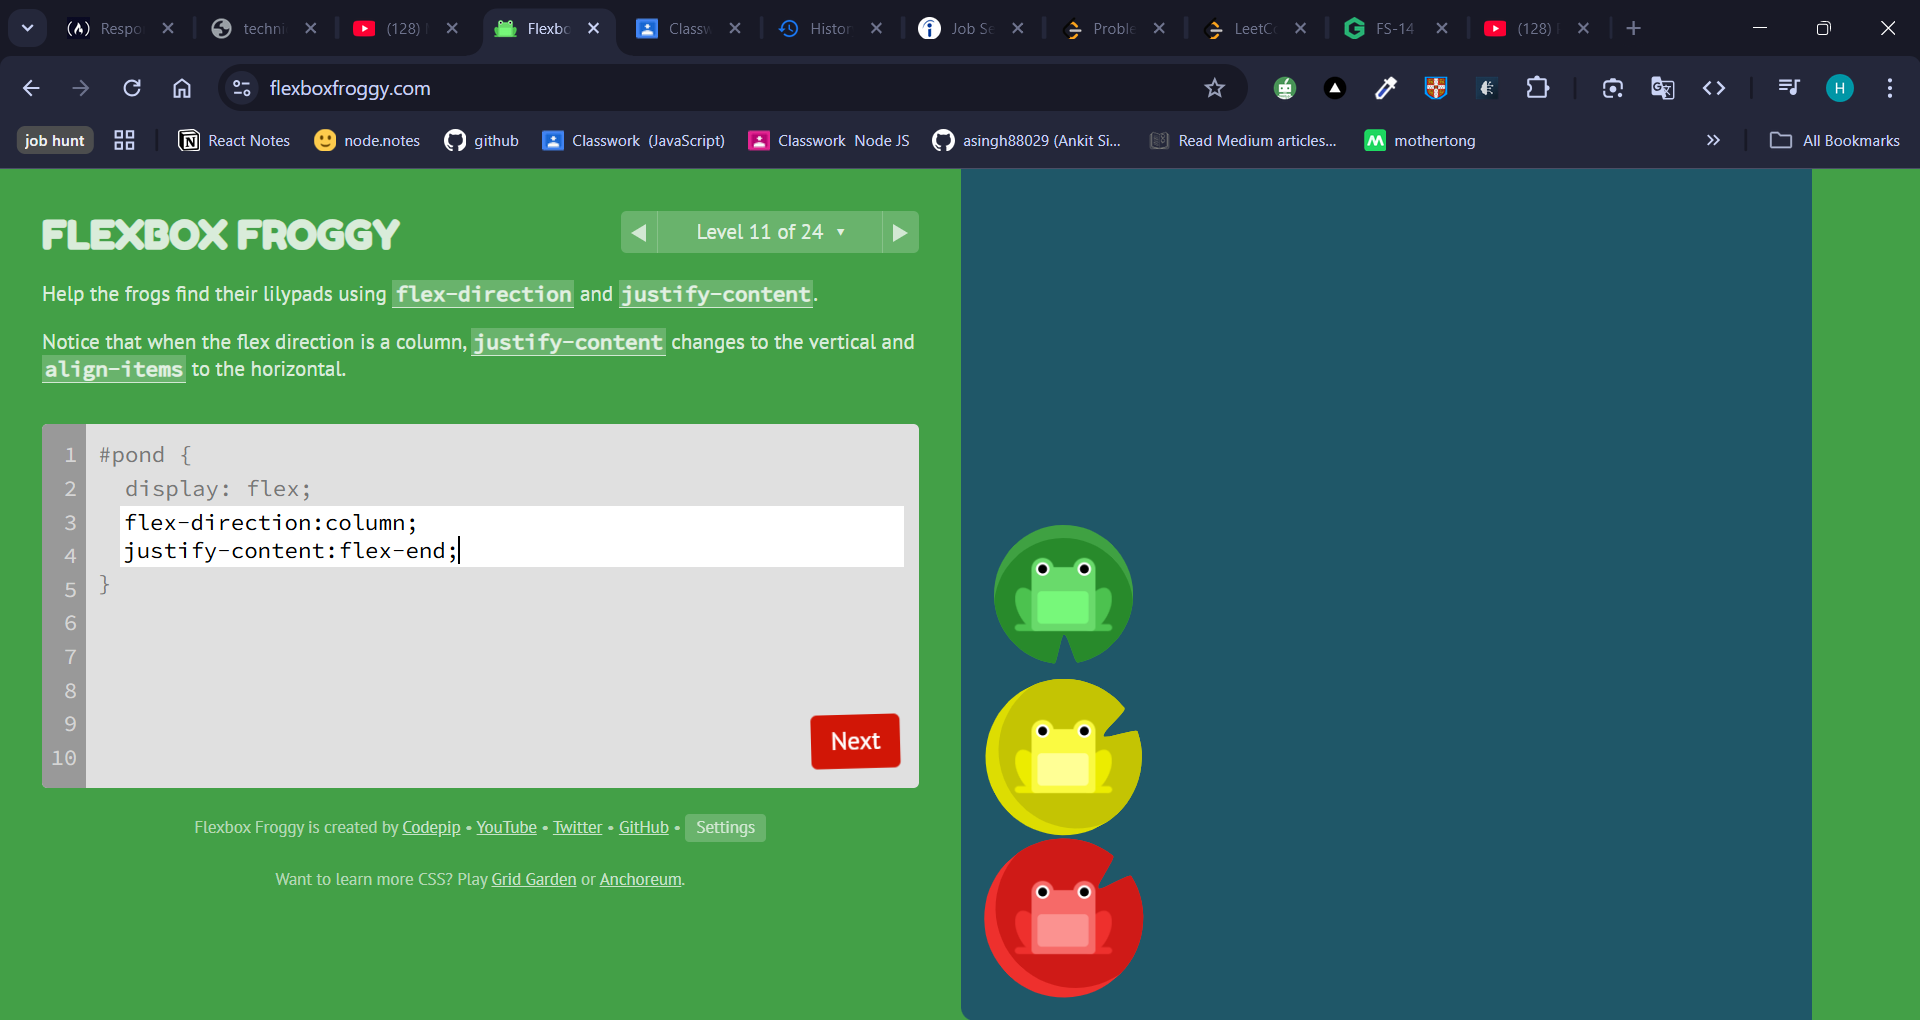 Respo
techni
(128)
Flexbo
Classw
Histor
Job Se
Proble
LeetC
FS-14
(128)
flexboxfroggy.com
H
job hunt
React Notes
node.notes
github
Classwork (JavaScript)
Classwork Node JS
asingh88029 (Ankit Si...
Read Medium articles...
mothertong
All Bookmarks
FLEXBOX FROGGY
Level 11 of 24
Help the frogs find their lilypads using flex-direction and justify-content.
Notice that when the flex direction is a column, justify-content changes to the vertical and
align-items to the horizontal.
1 #pond {
2 display: flex;
3 flex-direction:column;
4 justify-content:flex-end;
5 }
6
7
8
9
10
Next
Flexbox Froggy is created by Codepip • YouTube • Twitter • GitHub • Settings
Want to learn more CSS? Play Grid Garden or Anchoreum.